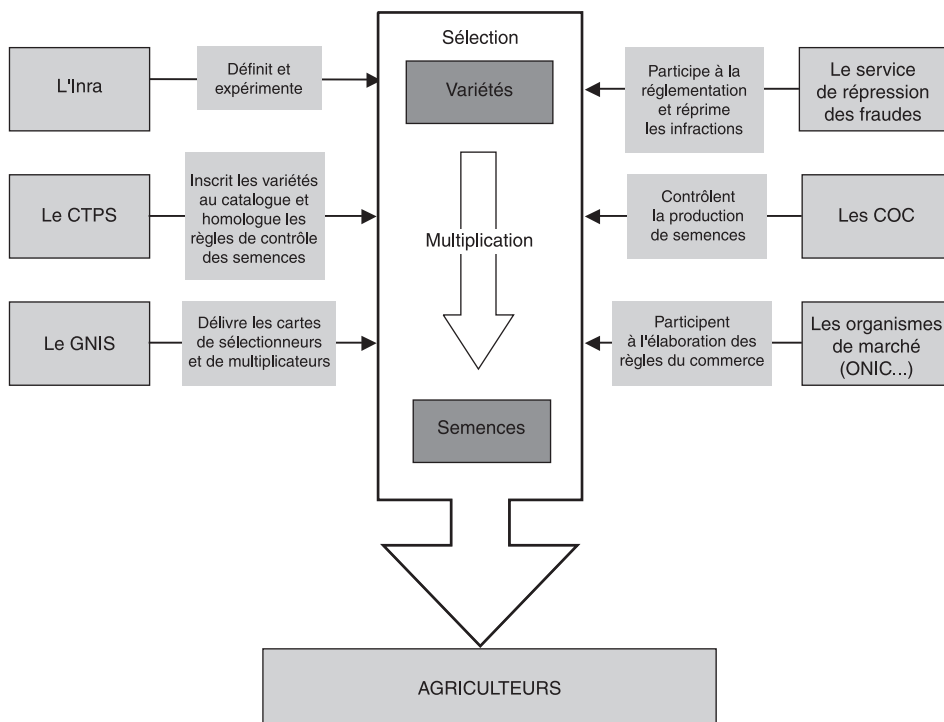 Sélection
Variétés
Multiplication
Semences
L'Inra
Définit et
expérimente
Le CTPS
Inscrit les variétés
au catalogue et
homologue les
règles de contrôle
des semences
Le GNIS
Délivre les cartes
de sélectionneurs
et de multiplicateurs
Participe à la
réglementation
et réprime
les infractions
Le service
de répression
des fraudes
Contrôlent
la production
de semences
Les COC
Participent
à l'élaboration des
règles du commerce
Les organismes
de marché
(ONIC...)
AGRICULTEURS